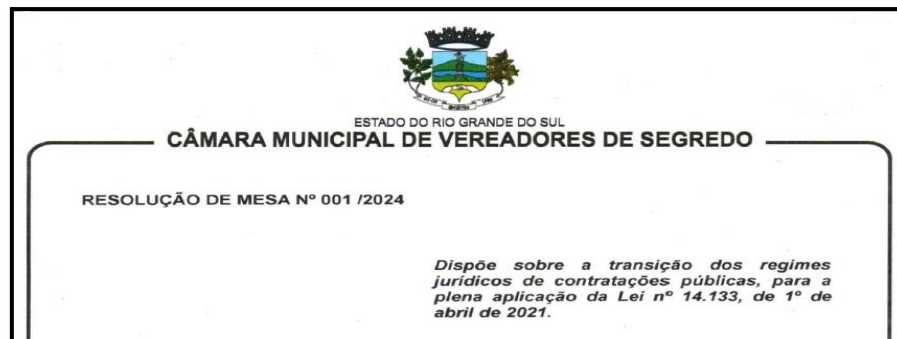 ESTADO DO RIO GRANDE DO SUL
CÂMARA MUNICIPAL DE VEREADORES DE SEGREDO
RESOLUÇÃO DE MESA Nº 001 /2024
Dispõe sobre a transição dos regimes
jurídicos de contratações públicas, para a
plena aplicação da Lei nº 14.133, de 1º de
abril de 2021.